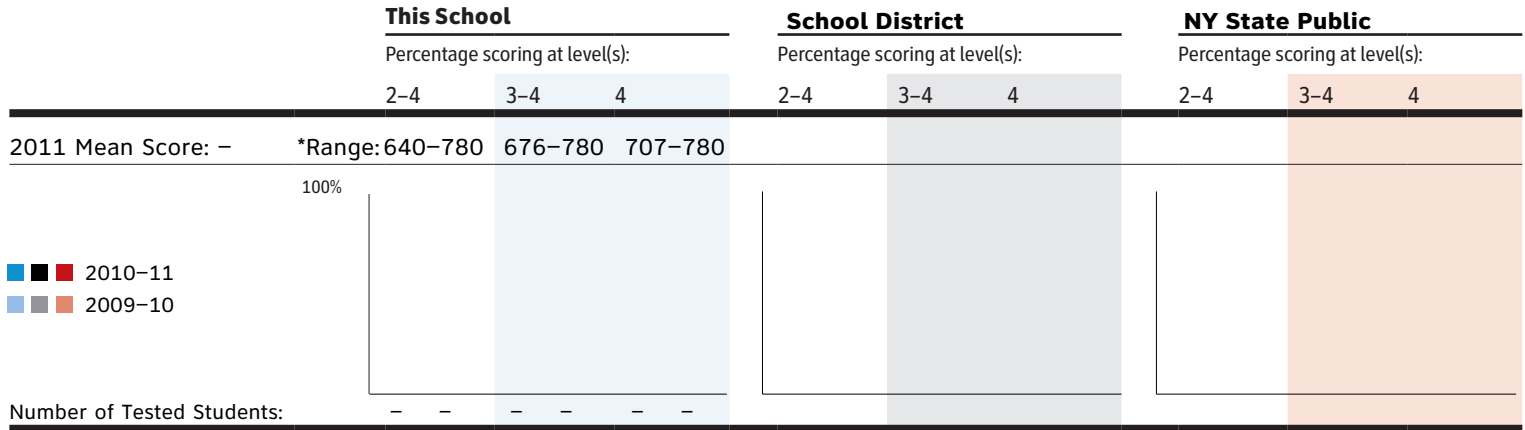 This School School District NY State Public
Percentage scoring at level(s): Percentage scoring at level(s): Percentage scoring at level(s):
2–4 3–4 4 2–4 3–4 4 2–4 3–4 4
2011 Mean Score: – *Range: 640–780 676–780 707–780
100%
2010–11
2009–10
Number of Tested Students: – – – – – –